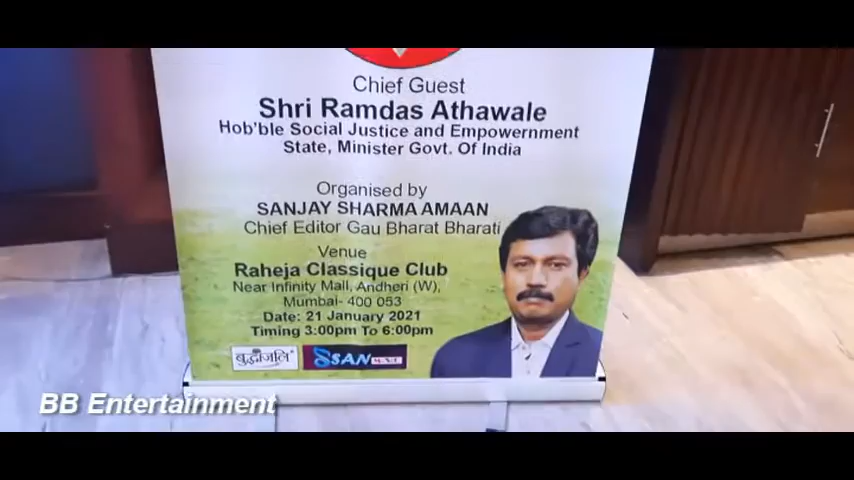 Chief Guest
Shri Ramdas Athawale
Hob'ble Social Justice and Empowernment
State, Minister Govt. Of India
Organised by
SANJAY SHARMA AMAAN
Chief Editor Gau Bharat Bharati
Venue
Raheja Classique Club
Near Infinity Mall, Andheri (W),
Mumbai- 400 053
Date: 21 January 2021
Timing 3:00pm To 6:00pm
बुद्धांजलि
SSAN
BB Entertainment